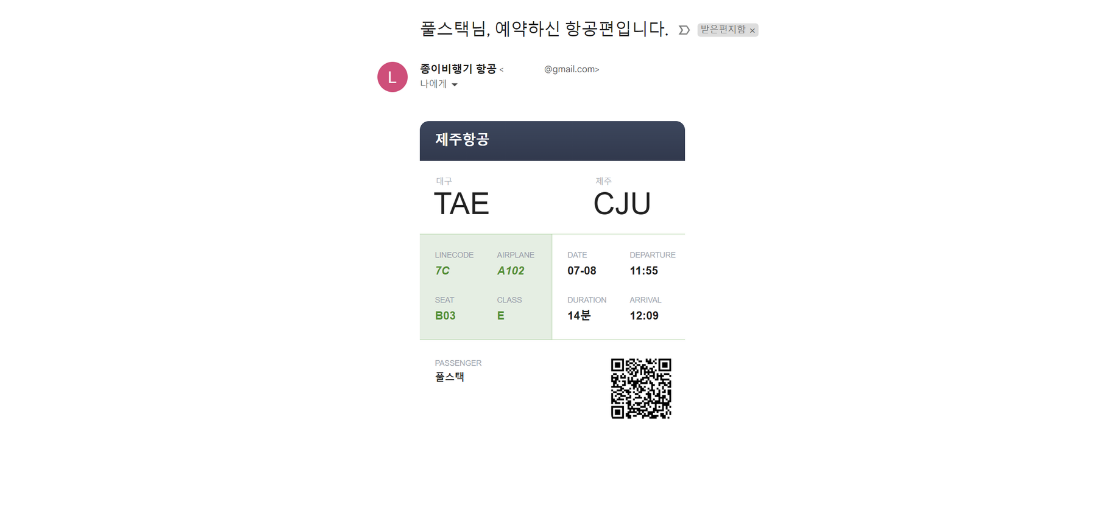 풀스택님, 예약하신 항공편입니다. 받은편지함 ×
L
종이비행기 항공 < @gmail.com>
나에게
제주항공
대구 제주
TAE CJU
LINECODE AIRPLANE DATE DEPARTURE
7C A102 07-08 11:55
SEAT CLASS DURATION ARRIVAL
B03 E 14분 12:09
PASSENGER
풀스택